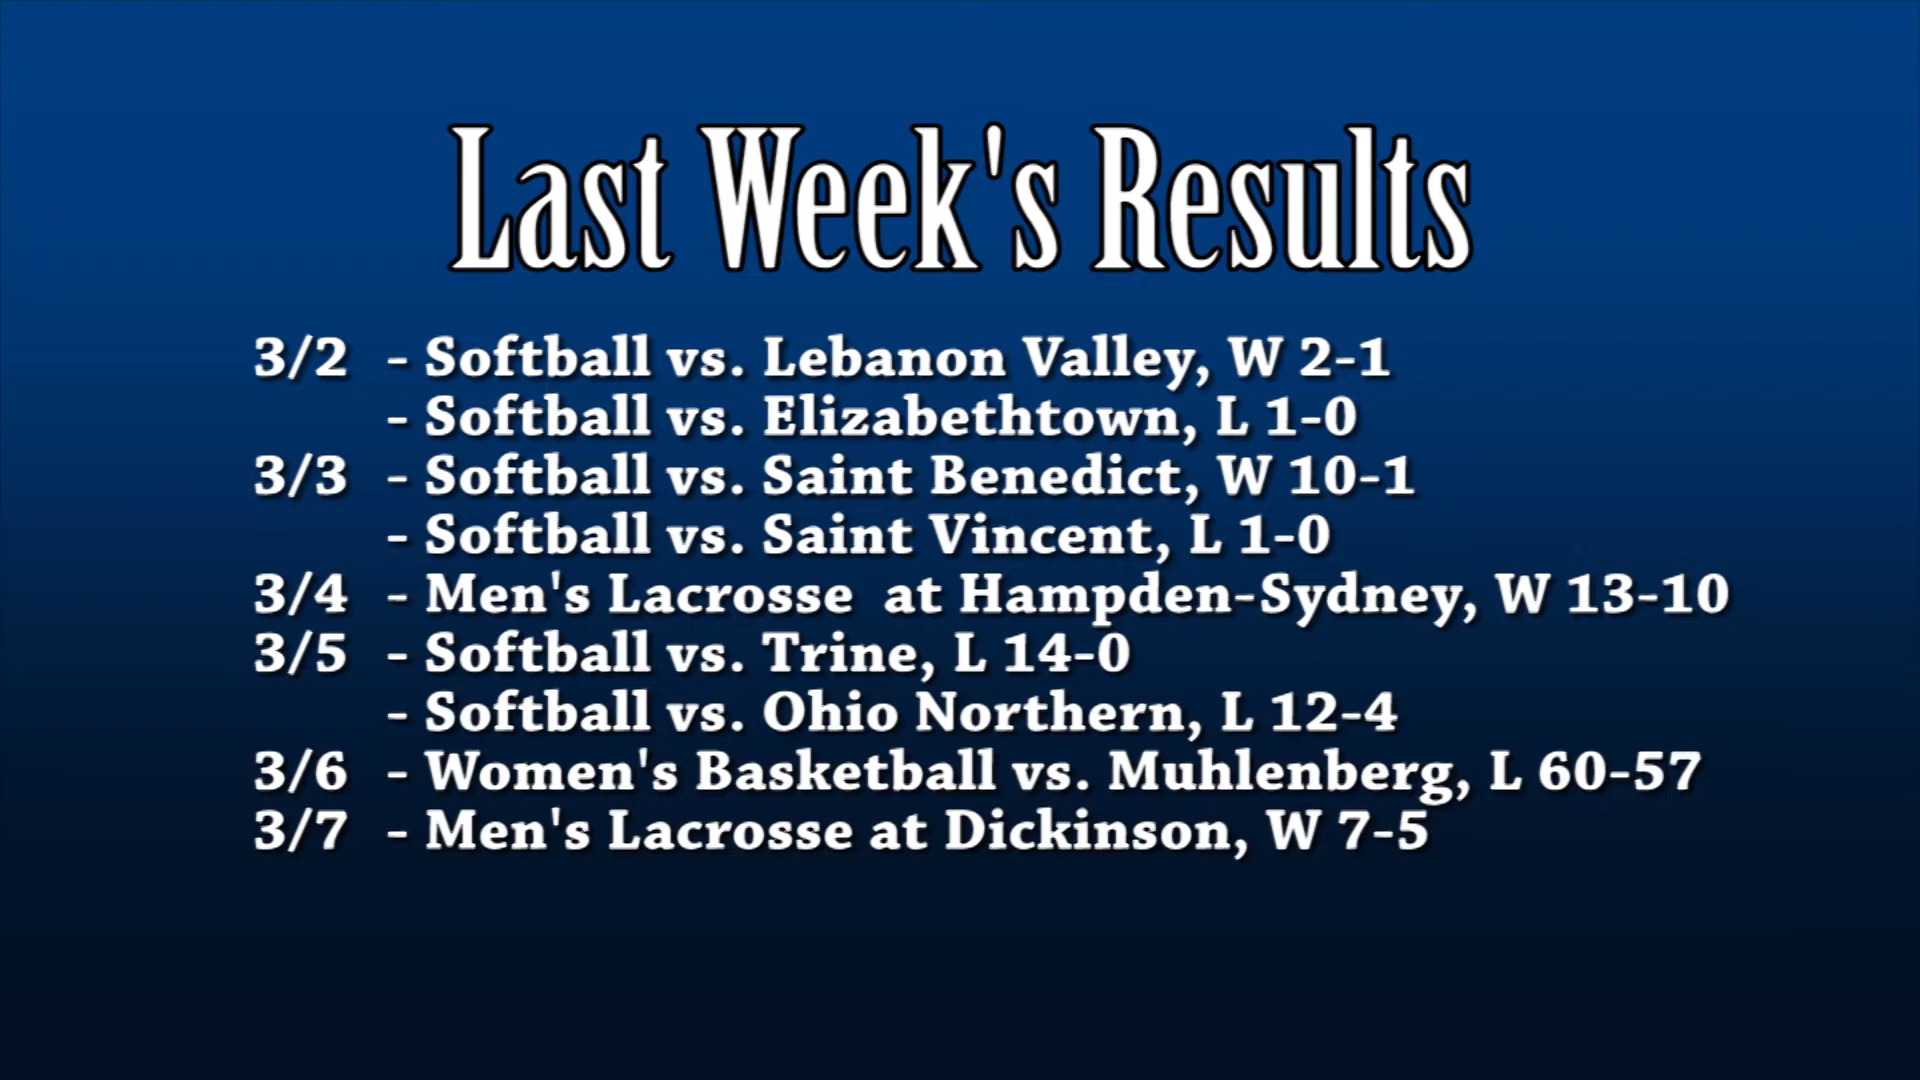 Last Week's Results
3/2 - Softball vs. Lebanon Valley, W 2-1
- Softball vs. Elizabethtown, L 1-0
3/3 - Softball vs. Saint Benedict, W 10-1
- Softball vs. Saint Vincent, L 1-0
3/4 - Men's Lacrosse at Hampden-Sydney, W 13-10
3/5 - Softball vs. Trine, L 14-0
- Softball vs. Ohio Northern, L 12-4
3/6 - Women's Basketball vs. Muhlenberg, L 60-57
3/7 - Men's Lacrosse at Dickinson, W 7-5